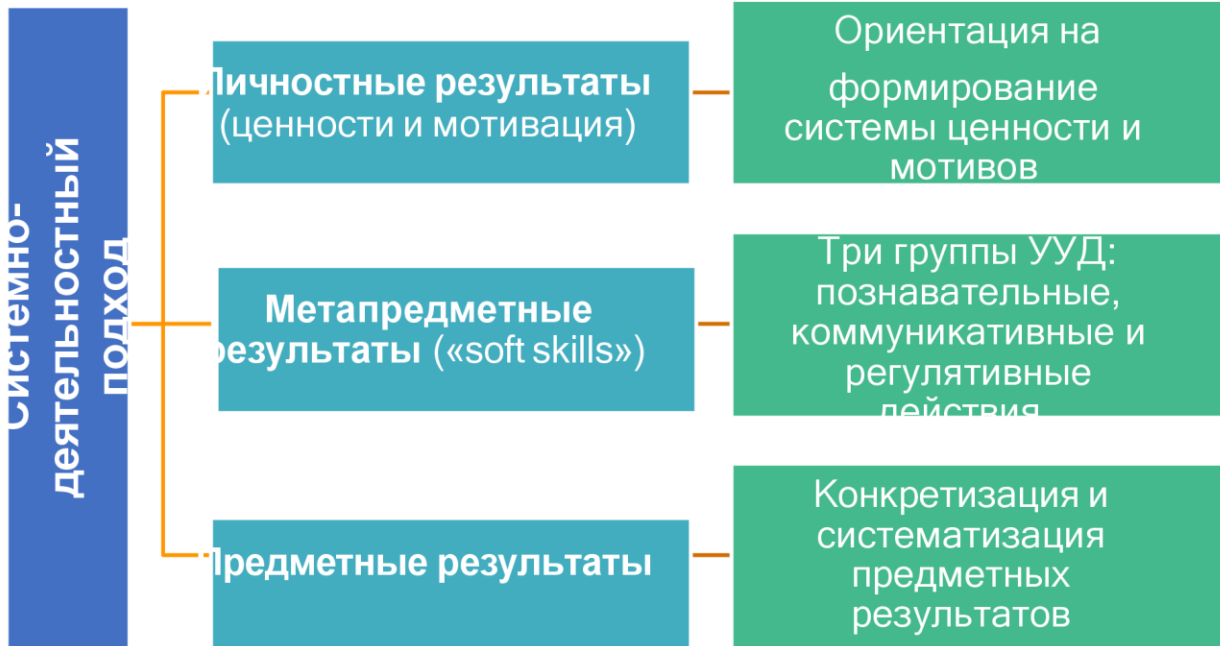 Системно-
деятельностный
подход
Личностные результаты
(ценности и мотивация)
Ориентация на
формирование
системы ценности и
мотивов
Метапредметные
результаты («soft skills»)
Три группы УУД:
познавательные,
коммуникативные и
регулятивные
действия
Предметные результаты
Конкретизация и
систематизация
предметных
результатов